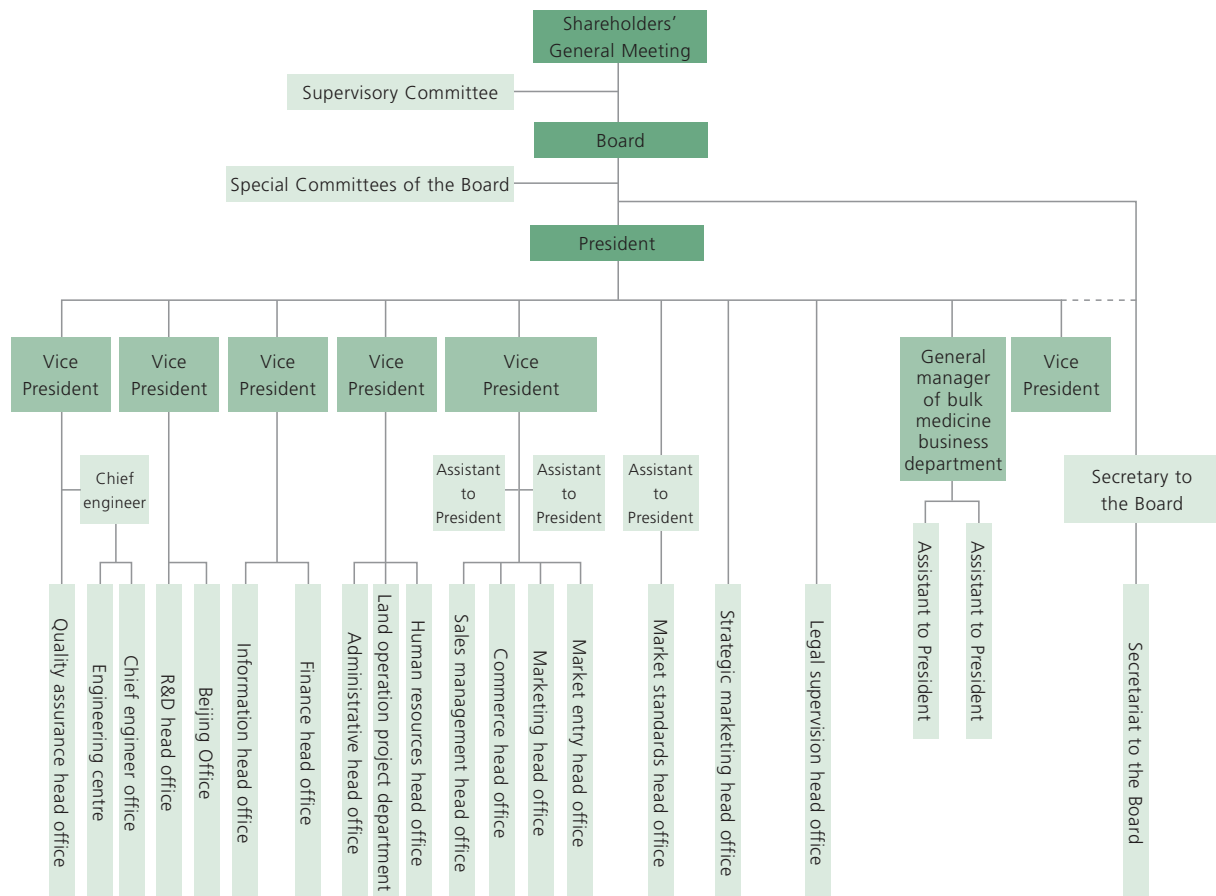 Shareholders’
General Meeting
Supervisory Committee
Board
Special Committees of the Board
President
Vice
President
Vice
President
Vice
President
Vice
President
Vice
President
General
manager
of bulk
medicine
business
department
Vice
President
Chief
engineer
Assistant
to
President
Assistant
to
President
Assistant
to
President
Secretary to
the Board
Assistant to President
Assistant to President
Quality assurance head office
Engineering centre
Chief engineer office
R&D head office
Beijing Office
Information head office
Finance head office
Administrative head office
Land operation project department
Human resources head office
Sales management head office
Commerce head office
Marketing head office
Market entry head office
Market standards head office
Strategic marketing head office
Legal supervision head office
Secretariat to the Board